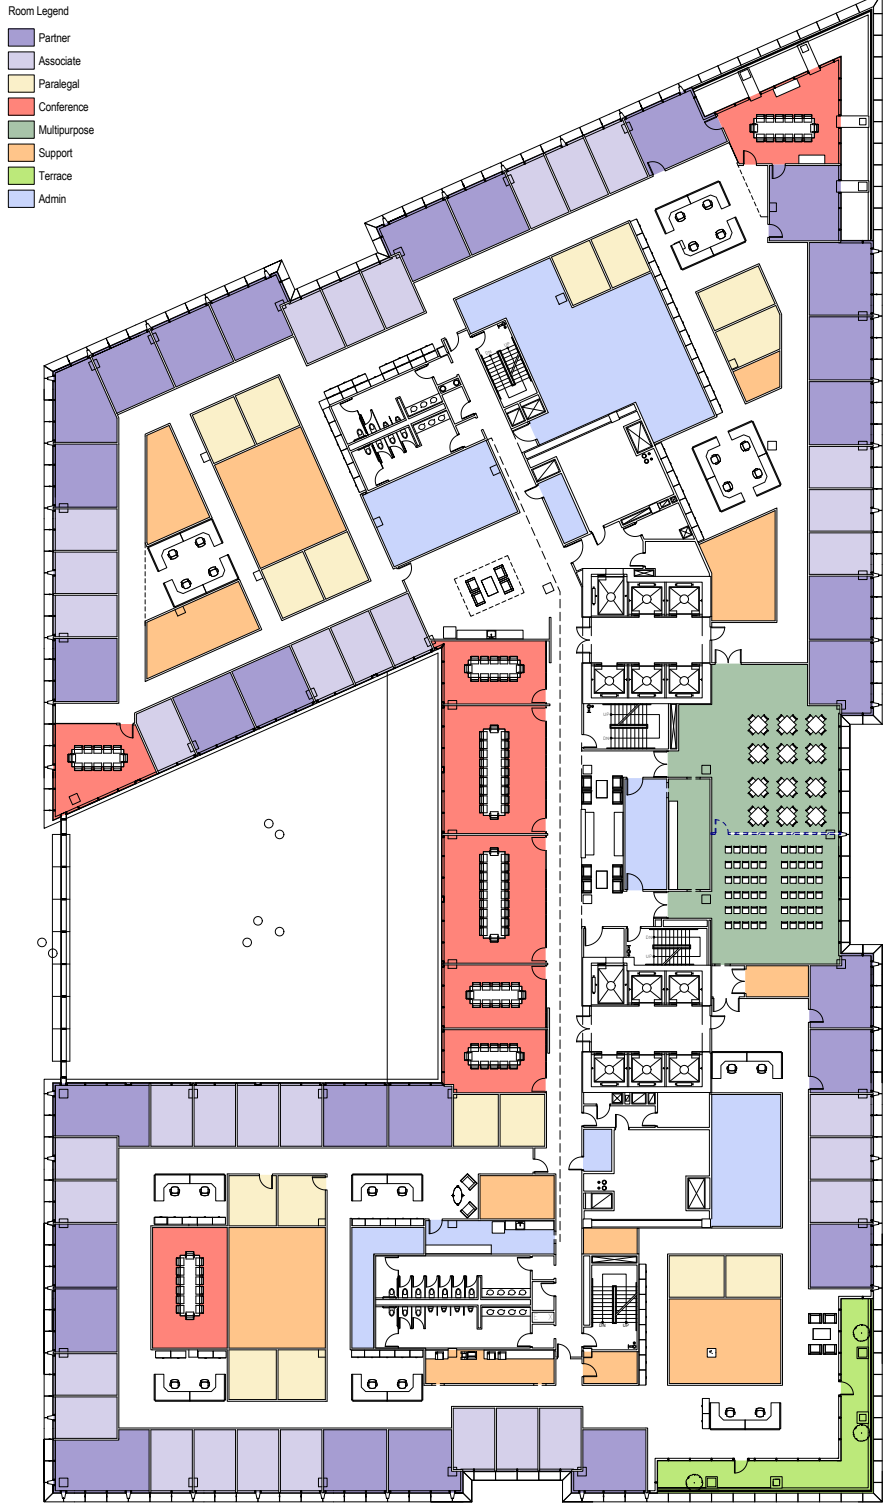 Room Legend
Partner
Associate
Paralegal
Conference
Multipurpose
Support
Terrace
Admin